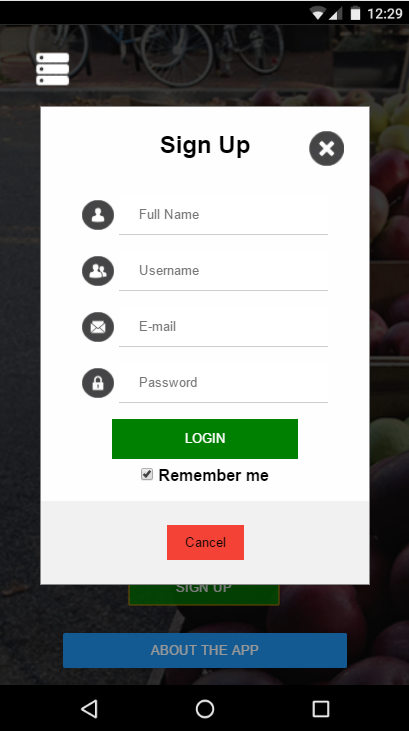 12:29
Sign Up
Full Name
Username
E-mail
Password
LOGIN
Remember me
Cancel
SIGN UP
ABOUT THE APP